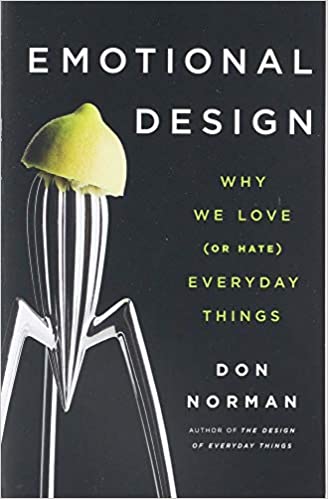 EMOTIONAL
DESIGN
WHY
WE LOVE
(OR HATE)
EVERYDAY
THINGS
DON
NORMAN
AUTHOR OF THE DESIGN
OF EVERYDAY THINGS